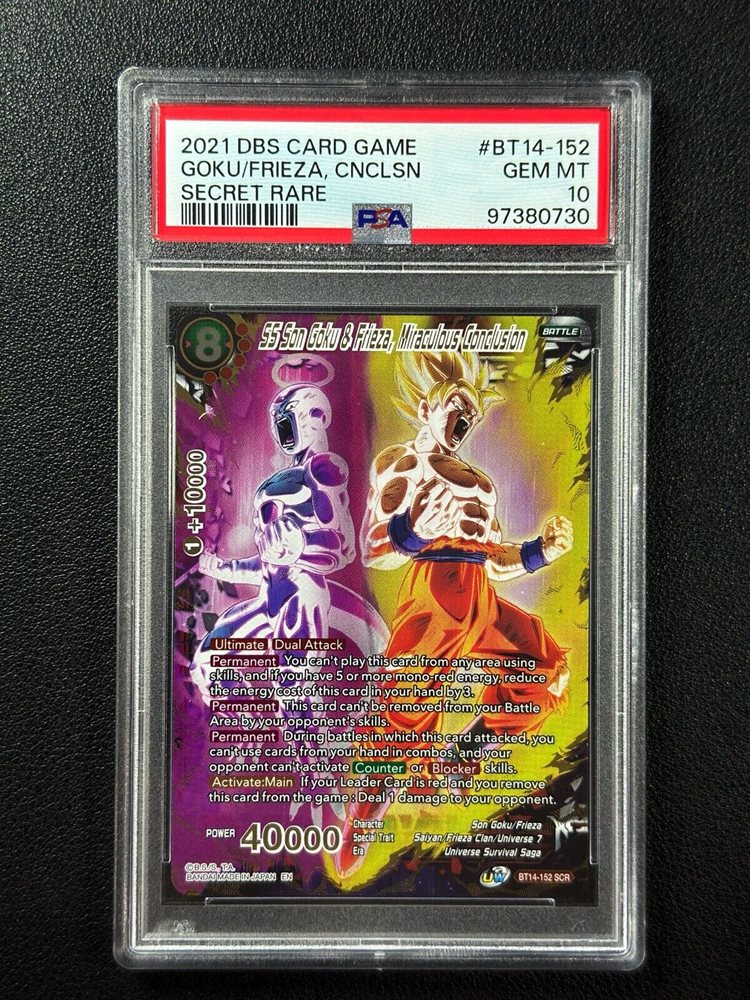 2021 DBS CARD GAME #BT14-152
GOKU/FRIEZA, CNCLSN GEM MT
SECRET RARE 10
PSA 97380730
8
SS Son Goku & Frieza, Miraculous Conclusion
BATTLE
1 +10000
Ultimate Dual Attack
Permanent You can't play this card from any area using
skills, and if you have 5 or more mono-red energy, reduce
the energy cost of this card in your hand by 3.
Permanent This card can't be removed from your Battle
Area by your opponent's skills.
Permanent During battles in which this card attacked, you
can't use cards from your hand in combos, and your
opponent can't activate Counter or Blocker skills.
Activate:Main If your Leader Card is red and you remove
this card from the game : Deal 1 damage to your opponent.
POWER 40000
Character Son Goku/Frieza
Special Trait Saiyan/Frieza Clan/Universe 7
Era Universe Survival Saga
©B.S./S., T.A.
BANDAI MADE IN JAPAN EN
UW
BT14-152 SCR